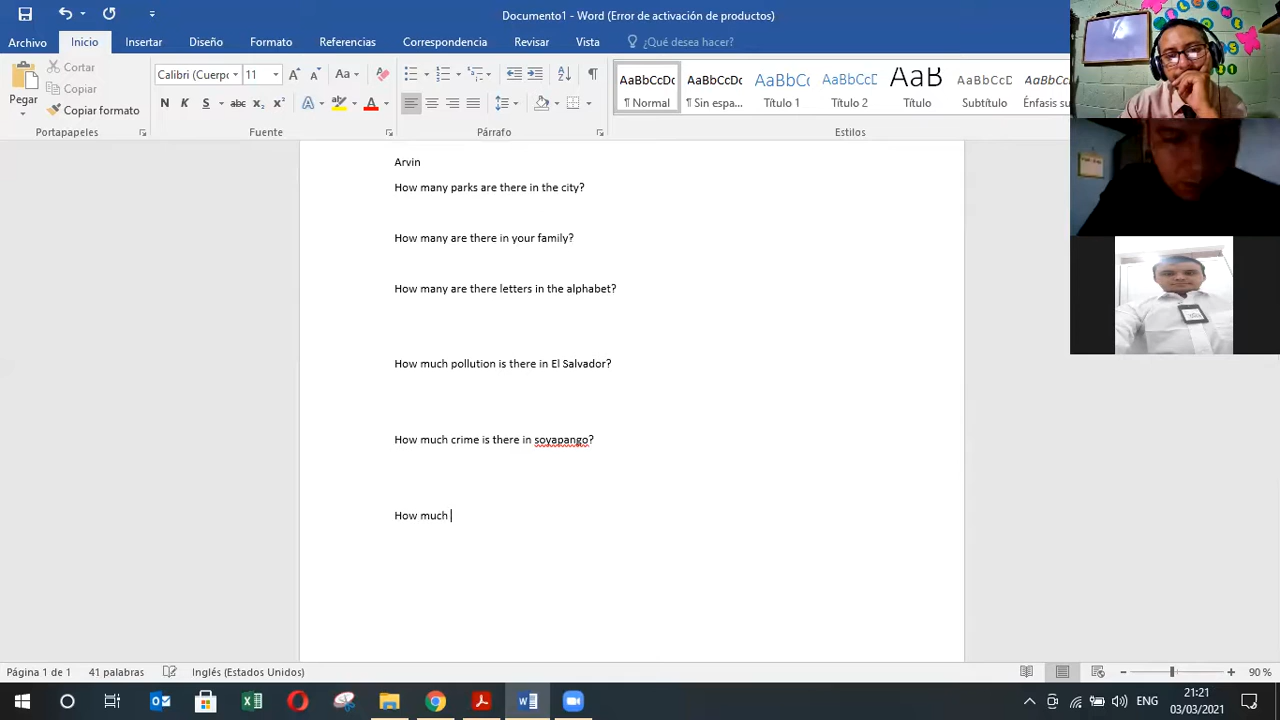 Documento1 - Word (Error de activación de productos)
Archivo Inicio Insertar Diseño Formato Referencias Correspondencia Revisar Vista ¿Qué desea hacer?
Pegar
Cortar
Copiar
Copiar formato
Calibri (Cuerpo 11
N K S abc x₂ x²
AaBbCcDc AaBbCcDc AaBbCc AaBbCcD AaB AaBbCcD AaBbCcDc
¶ Normal ¶ Sin espa... Título 1 Título 2 Título Subtítulo Énfasis su
Portapapeles Fuente Párrafo Estilos
Arvin
How many parks are there in the city?
How many are there in your family?
How many are there letters in the alphabet?
How much pollution is there in El Salvador?
How much crime is there in soyapango?
How much
Página 1 de 1 41 palabras Inglés (Estados Unidos) 90 %
ENG 21:21
03/03/2021